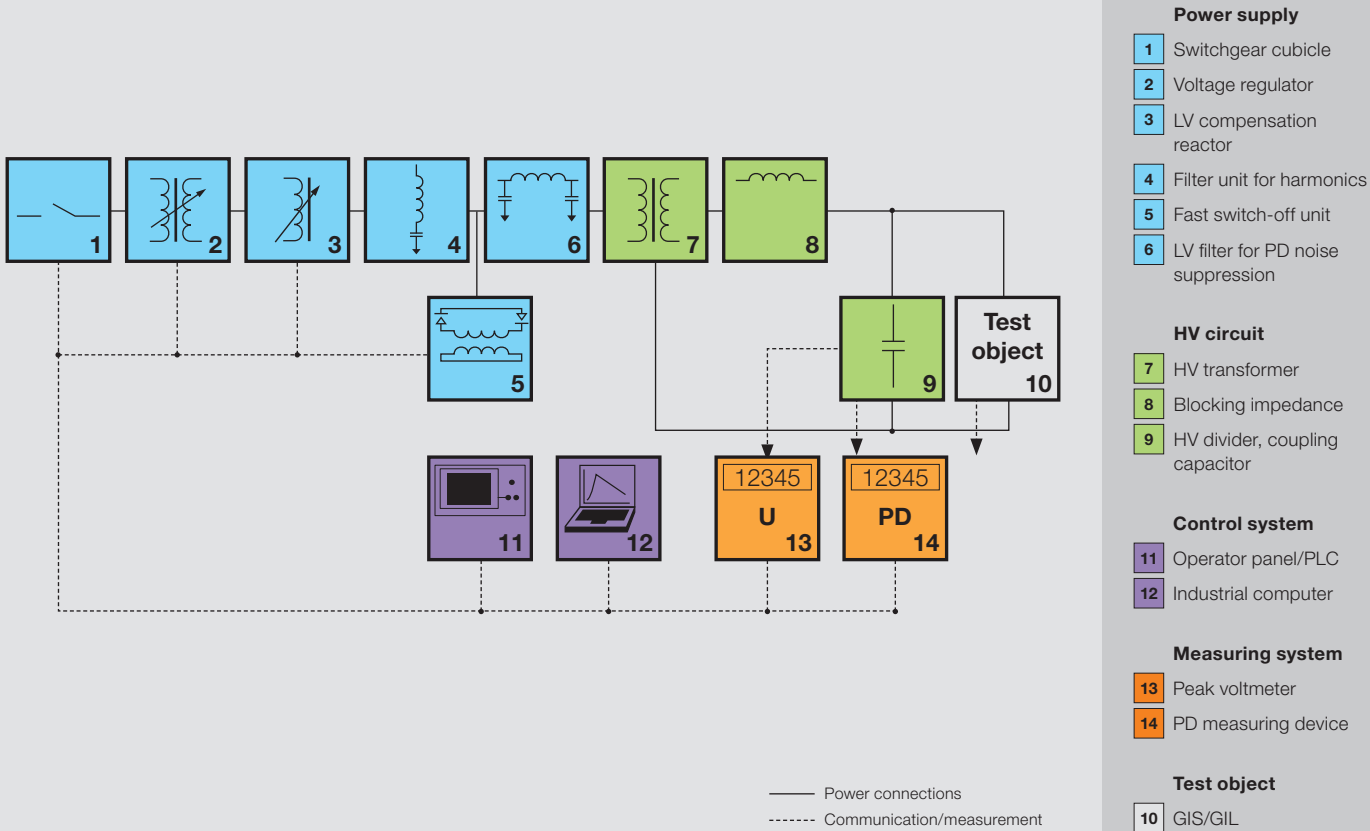 1
2
3
4
6
7
8
5
9
Test
object
10
11
12
12345
U
13
12345
PD
14
Power connections
Communication/measurement
Power supply
1 Switchgear cubicle
2 Voltage regulator
3 LV compensation
reactor
4 Filter unit for harmonics
5 Fast switch-off unit
6 LV filter for PD noise
suppression
HV circuit
7 HV transformer
8 Blocking impedance
9 HV divider, coupling
capacitor
Control system
11 Operator panel/PLC
12 Industrial computer
Measuring system
13 Peak voltmeter
14 PD measuring device
Test object
10 GIS/GIL